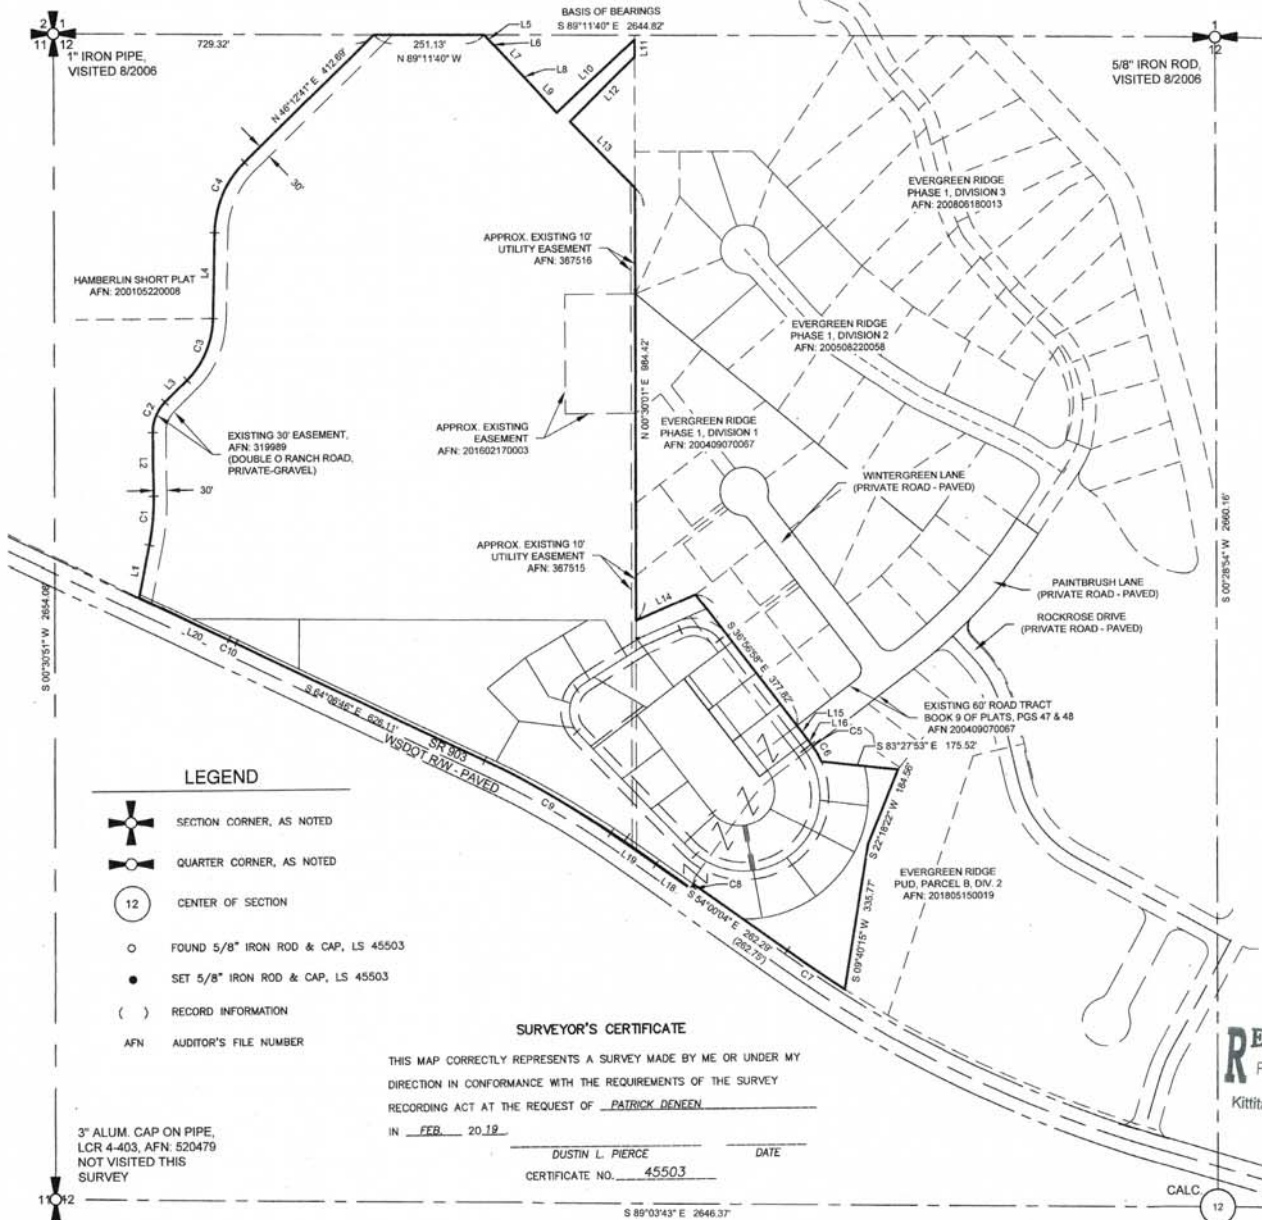 BASIS OF BEARINGS
S 89°11'40" E 2644.82'
2 1
11 12
1" IRON PIPE,
VISITED 8/2006
729.32'
251.13'
N 89°11'40" W
L5
L6
L7
L8
L9
L10
L11
L12
L13
1
12
5/8" IRON ROD,
VISITED 8/2006
N 46°12'41" E 412.69'
30'
C4
L4
C3
L3
C2
L2
C1
L1
30'
HAMBERLIN SHORT PLAT
AFN: 200105220008
EXISTING 30' EASEMENT,
AFN: 319989
(DOUBLE O RANCH ROAD,
PRIVATE-GRAVEL)
APPROX. EXISTING 10'
UTILITY EASEMENT
AFN: 367516
APPROX. EXISTING
EASEMENT
AFN: 201602170003
APPROX. EXISTING 10'
UTILITY EASEMENT
AFN: 367515
N 00°30'01" E 984.42'
EVERGREEN RIDGE
PHASE 1, DIVISION 3
AFN: 200806180013
EVERGREEN RIDGE
PHASE 1, DIVISION 2
AFN: 200508220058
EVERGREEN RIDGE
PHASE 1, DIVISION 1
AFN: 200409070067
WINTERGREEN LANE
(PRIVATE ROAD - PAVED)
PAINTBRUSH LANE
(PRIVATE ROAD - PAVED)
ROCKROSE DRIVE
(PRIVATE ROAD - PAVED)
S 00°28'54" W 2660.16'
S 00°30'51" W 2654.06'
L14
S 36°56'58" E 377.82'
L15
L16
C5
C6
EXISTING 60' ROAD TRACT
BOOK 9 OF PLATS, PGS 47 & 48
AFN 200409070067
S 83°27'53" E 175.52'
S 22°18'22" W 184.56'
S 09°40'15" W 335.77'
EVERGREEN RIDGE
PUD, PARCEL B, DIV. 2
AFN: 201805150019
L20
C10
S 64°06'46" E 626.11'
SR 903
WSDOT R/W - PAVED
C9
L19
L18
C8
S 54°00'04" E 262.29'
(262.75')
C7
LEGEND
SECTION CORNER, AS NOTED
QUARTER CORNER, AS NOTED
12 CENTER OF SECTION
FOUND 5/8" IRON ROD & CAP, LS 45503
SET 5/8" IRON ROD & CAP, LS 45503
( ) RECORD INFORMATION
AFN AUDITOR'S FILE NUMBER
SURVEYOR'S CERTIFICATE
THIS MAP CORRECTLY REPRESENTS A SURVEY MADE BY ME OR UNDER MY
DIRECTION IN CONFORMANCE WITH THE REQUIREMENTS OF THE SURVEY
RECORDING ACT AT THE REQUEST OF PATRICK DENEEN
IN FEB. 20 19.
DUSTIN L. PIERCE DATE
CERTIFICATE NO. 45503
3" ALUM. CAP ON PIPE,
LCR 4-403, AFN: 520479
NOT VISITED THIS
SURVEY
11 12
S 89°03'43" E 2646.37'
CALC.
12